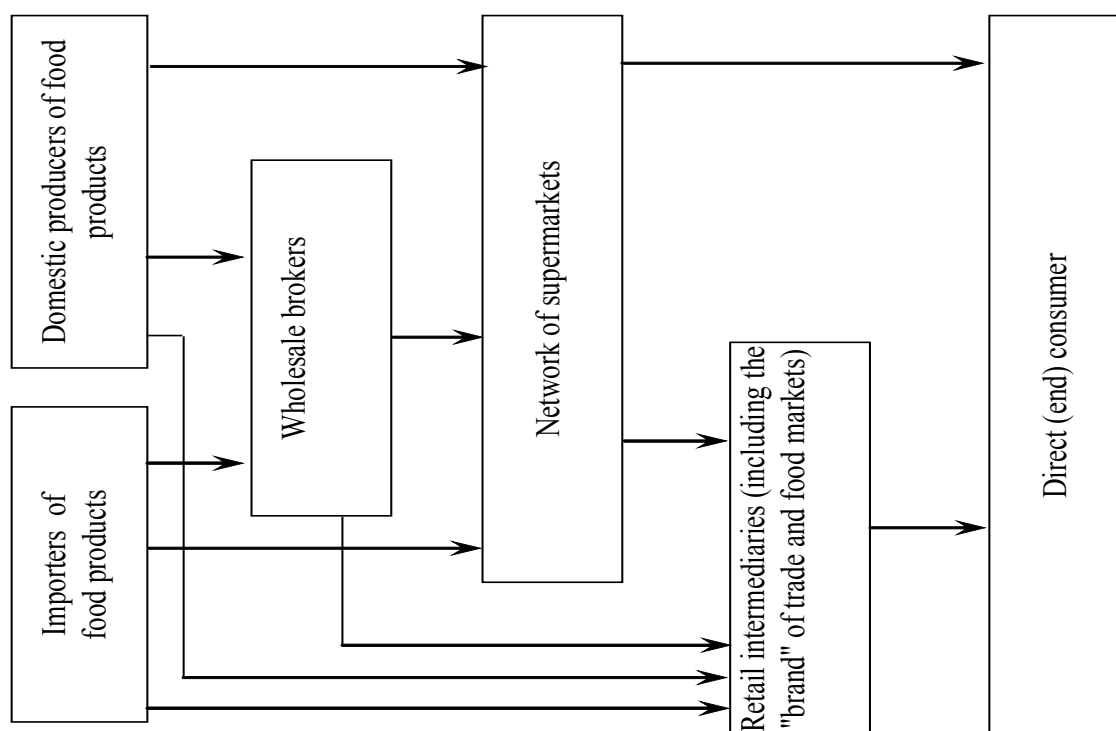 Domestic producers of food
products
Importers of
food products
Wholesale brokers
Network of supermarkets
Retail intermediaries (including the
"brand" of trade and food markets)
Direct (end) consumer